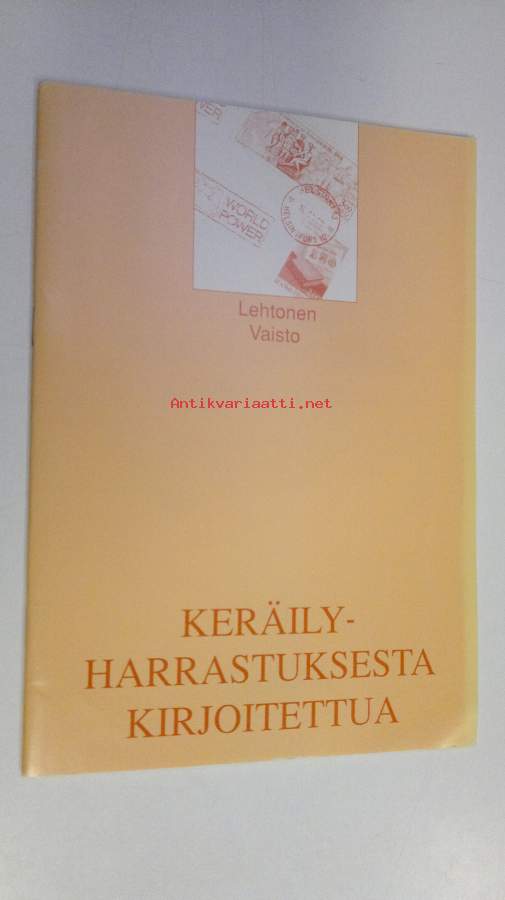 WORLD
POWER
Lehtonen
Vaisto
Antikvariaatti.net
KERÄILY-
HARRASTUKSESTA
KIRJOITETTUA